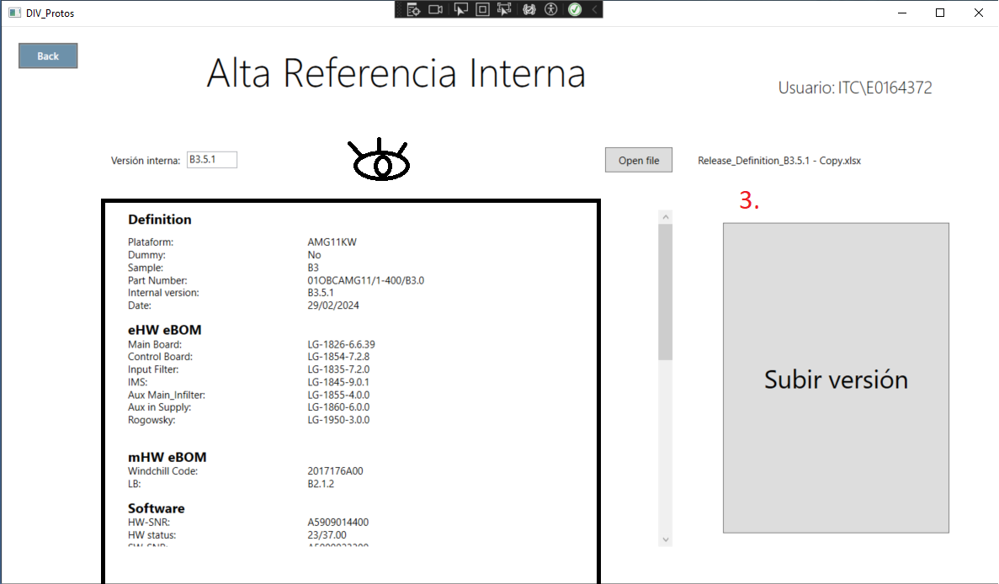 DIV_Protos
Back
Alta Referencia Interna
Usuario: ITC\E0164372
Versión interna: B3.5.1
Open file
Release_Definition_B3.5.1 - Copy.xlsx
3.
Definition
Plataform: AMG11KW
Dummy: No
Sample: B3
Part Number: 01OBCAMG11/1-400/B3.0
Internal version: B3.5.1
Date: 29/02/2024
eHW eBOM
Main Board: LG-1826-6.6.39
Control Board: LG-1854-7.2.8
Input Filter: LG-1835-7.2.0
IMS: LG-1845-9.0.1
Aux Main_Infilter: LG-1855-4.0.0
Aux in Supply: LG-1860-6.0.0
Rogowsky: LG-1950-3.0.0
mHW eBOM
Windchill Code: 2017176A00
LB: B2.1.2
Software
HW-SNR: A5909014400
HW status: 23/37.00
Subir versión